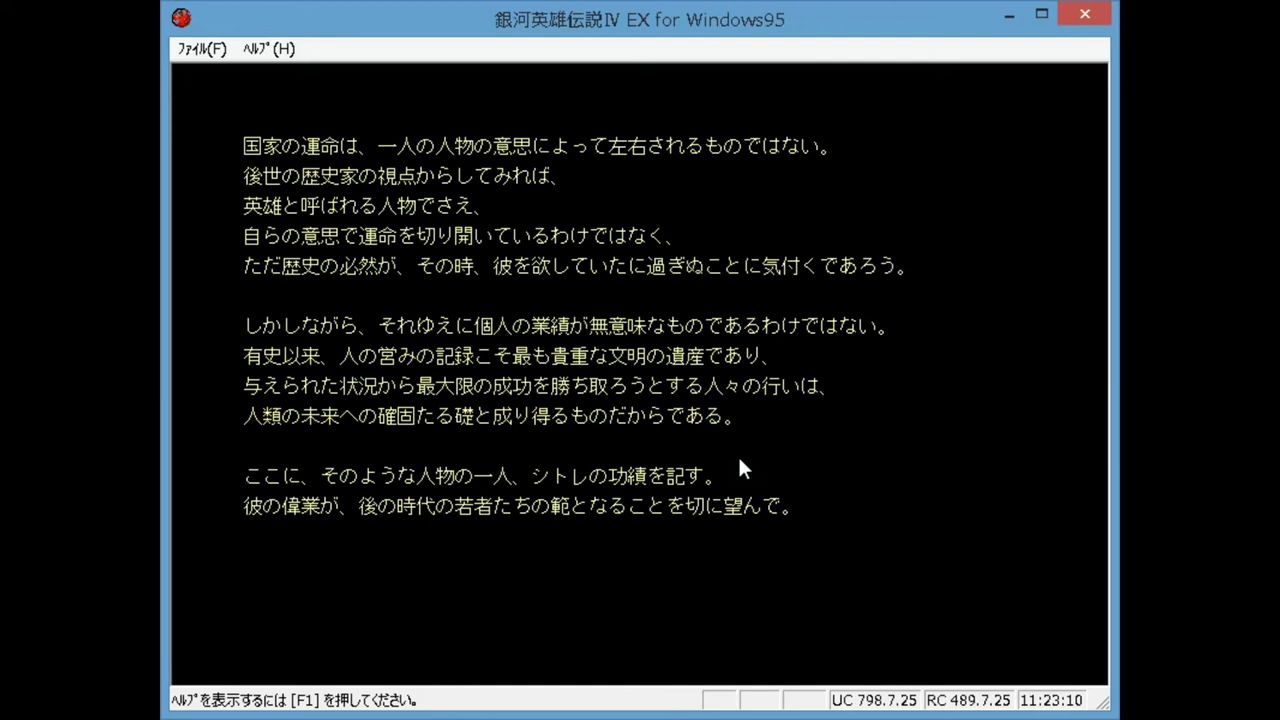 銀河英雄伝説Ⅳ EX for Windows95
ﾌｧｲﾙ(F) ﾍﾙﾌﾟ(H)
国家の運命は、一人の人物の意思によって左右されるものではない。
後世の歴史家の視点からしてみれば、
英雄と呼ばれる人物でさえ、
自らの意思で運命を切り開いているわけではなく、
ただ歴史の必然が、その時、彼を欲していたに過ぎぬことに気付くであろう。
しかしながら、それゆえに個人の業績が無意味なものであるわけではない。
有史以来、人の営みの記録こそ最も貴重な文明の遺産であり、
与えられた状況から最大限の成功を勝ち取ろうとする人々の行いは、
人類の未来への確固たる礎と成り得るものだからである。
ここに、そのような人物の一人、シトレの功績を記す。
彼の偉業が、後の時代の若者たちの範となることを切に望んで。
ﾍﾙﾌﾟを表示するには [F1] を押してください。 UC 798.7.25 RC 489.7.25 11:23:10